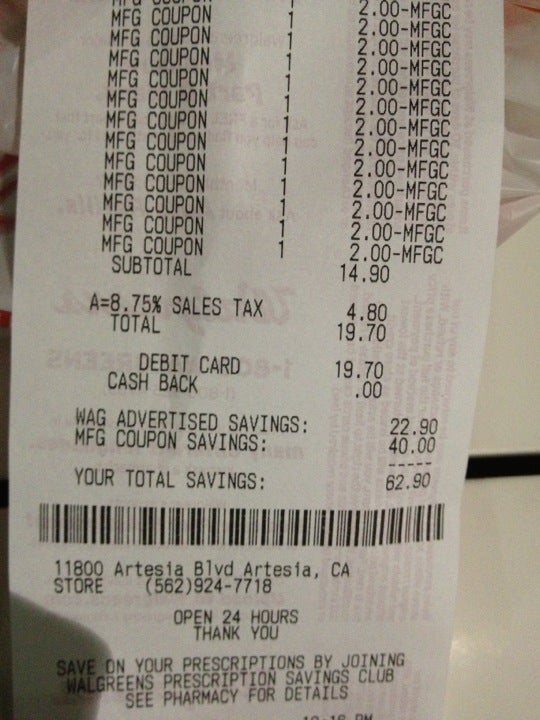 MFG COUPON 1 2.00-MFGC
MFG COUPON 1 2.00-MFGC
MFG COUPON 1 2.00-MFGC
MFG COUPON 1 2.00-MFGC
MFG COUPON 1 2.00-MFGC
MFG COUPON 1 2.00-MFGC
MFG COUPON 1 2.00-MFGC
MFG COUPON 1 2.00-MFGC
MFG COUPON 1 2.00-MFGC
MFG COUPON 1 2.00-MFGC
MFG COUPON 1 2.00-MFGC
MFG COUPON 1 2.00-MFGC
SUBTOTAL 14.90
A=8.75% SALES TAX 4.80
TOTAL 19.70
DEBIT CARD 19.70
CASH BACK .00
WAG ADVERTISED SAVINGS: 22.90
MFG COUPON SAVINGS: 40.00
-----
YOUR TOTAL SAVINGS: 62.90
11800 Artesia Blvd Artesia, CA
STORE (562)924-7718
OPEN 24 HOURS
THANK YOU
SAVE ON YOUR PRESCRIPTIONS BY JOINING
WALGREENS PRESCRIPTION SAVINGS CLUB
SEE PHARMACY FOR DETAILS